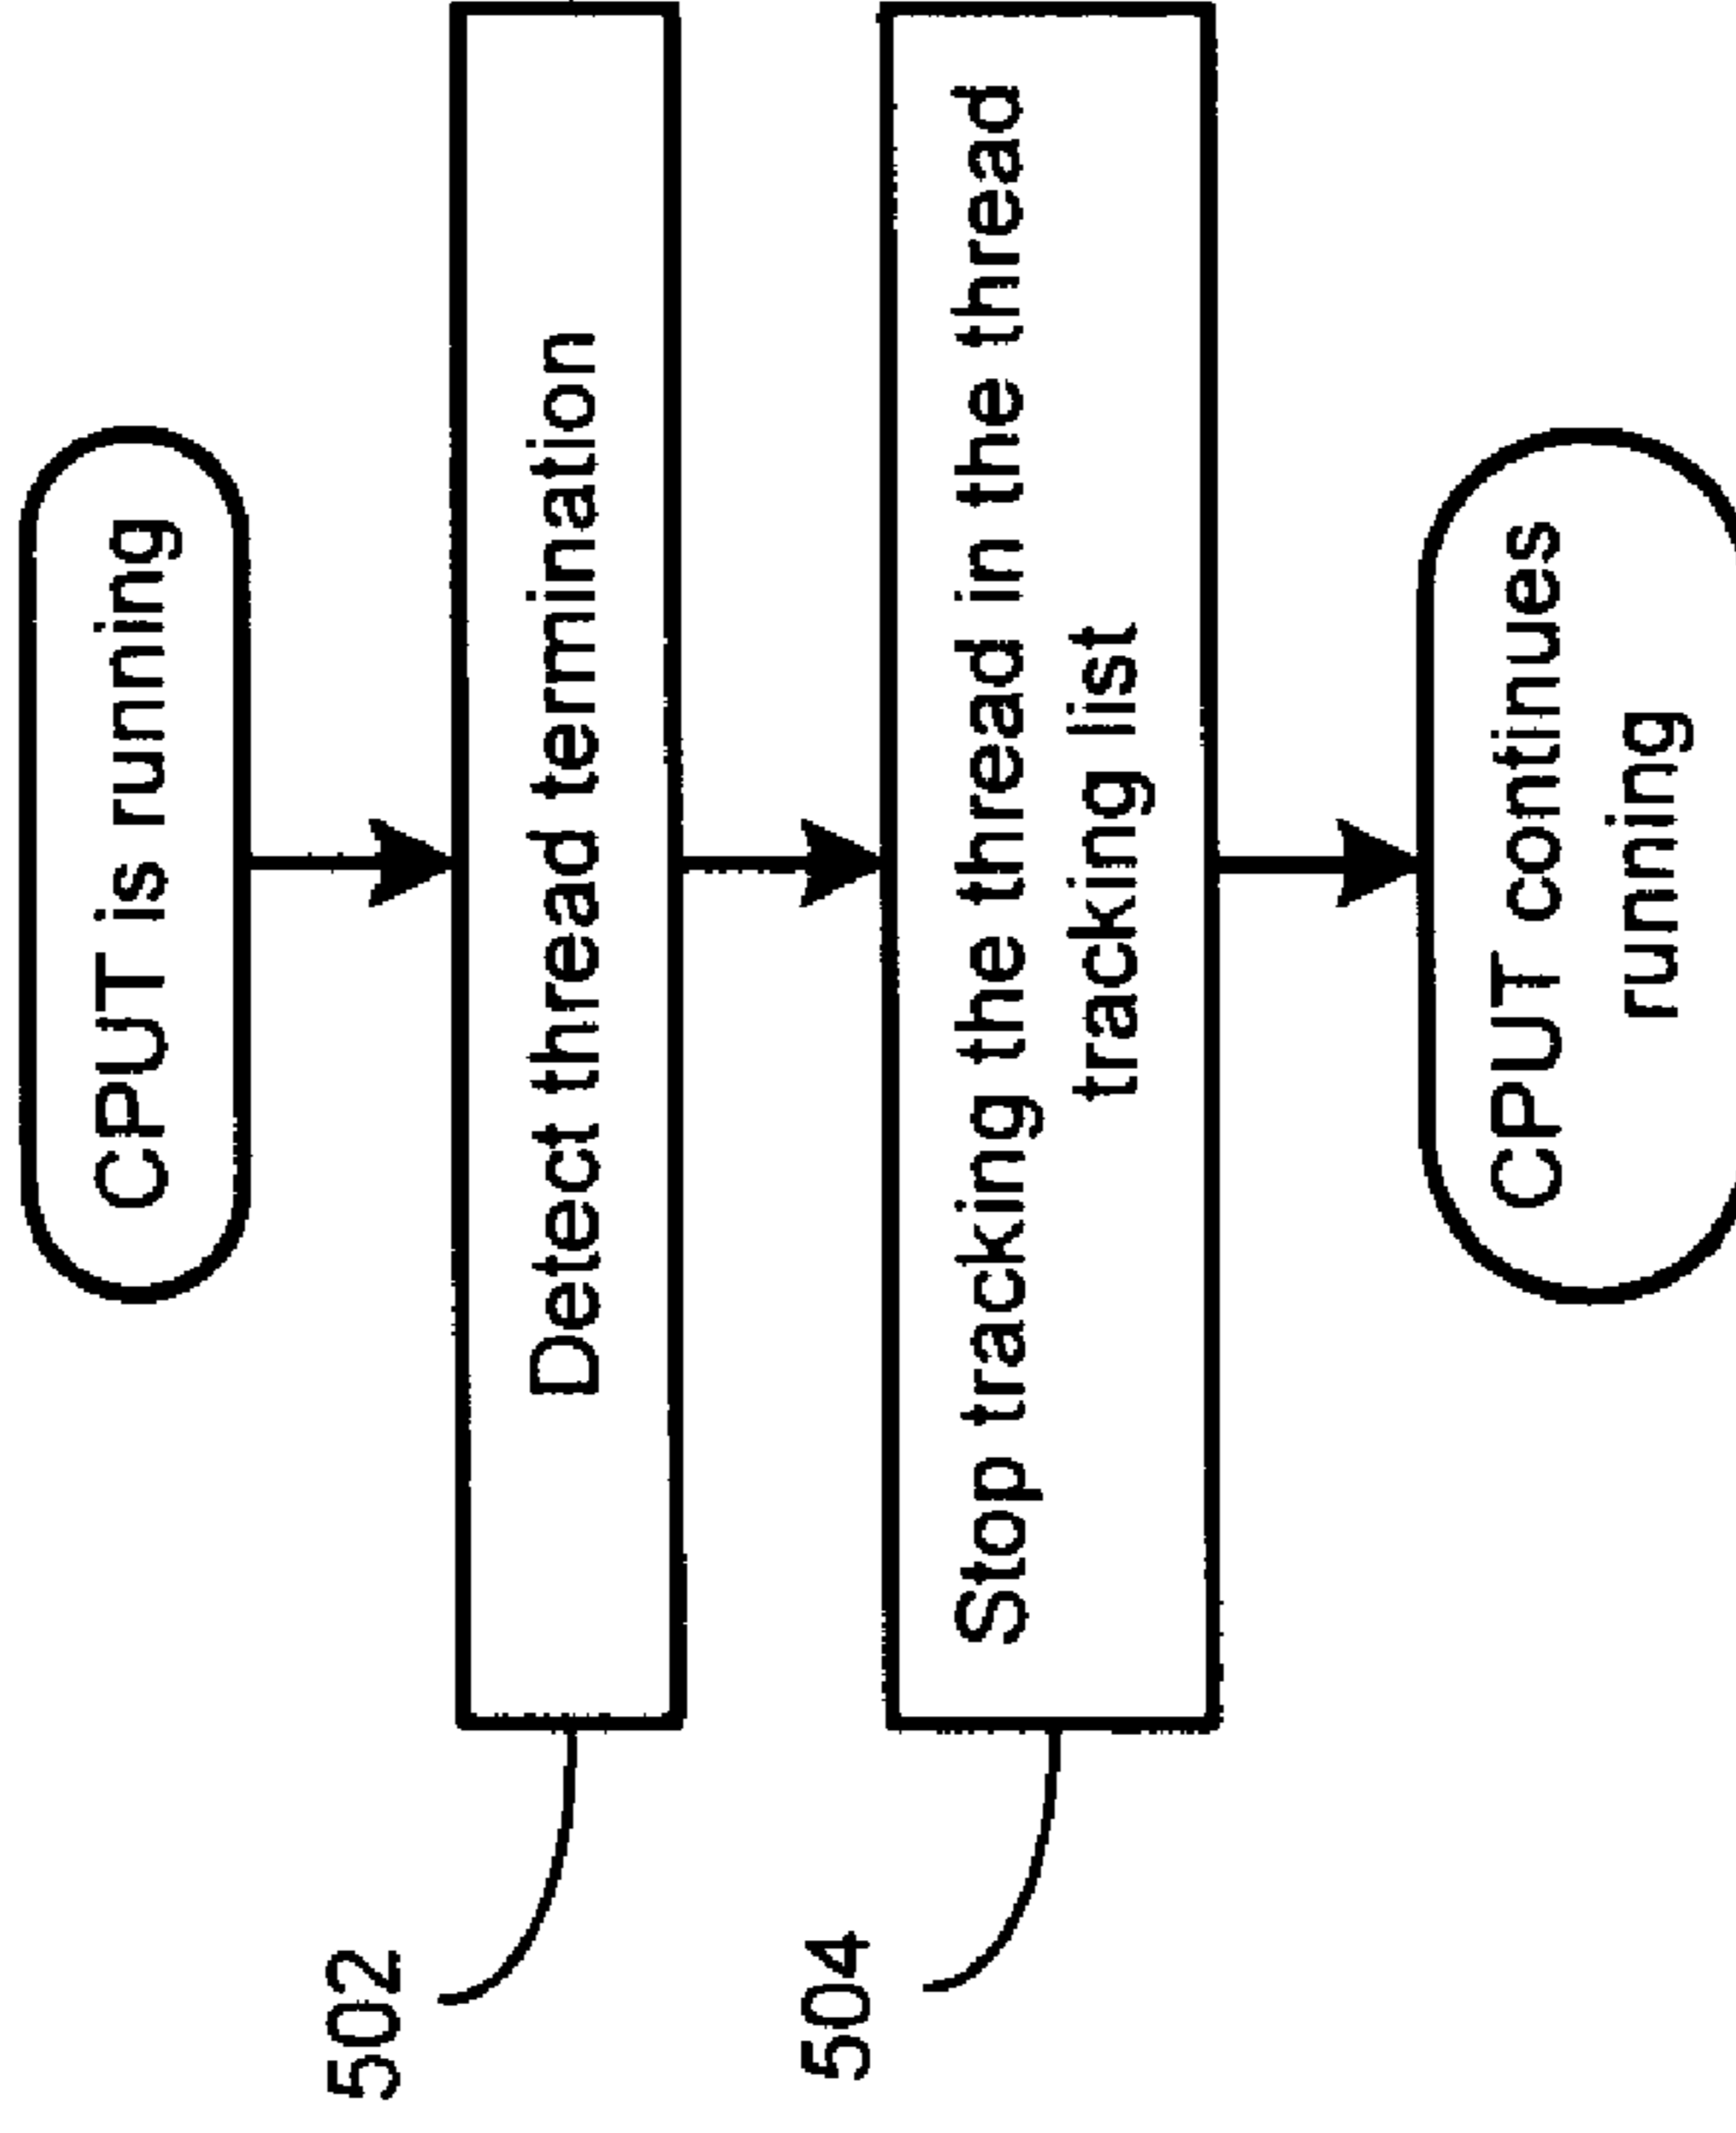 CPUT is running
502
Detect thread termination
504
Stop tracking the thread in the thread
tracking list
CPUT continues
running